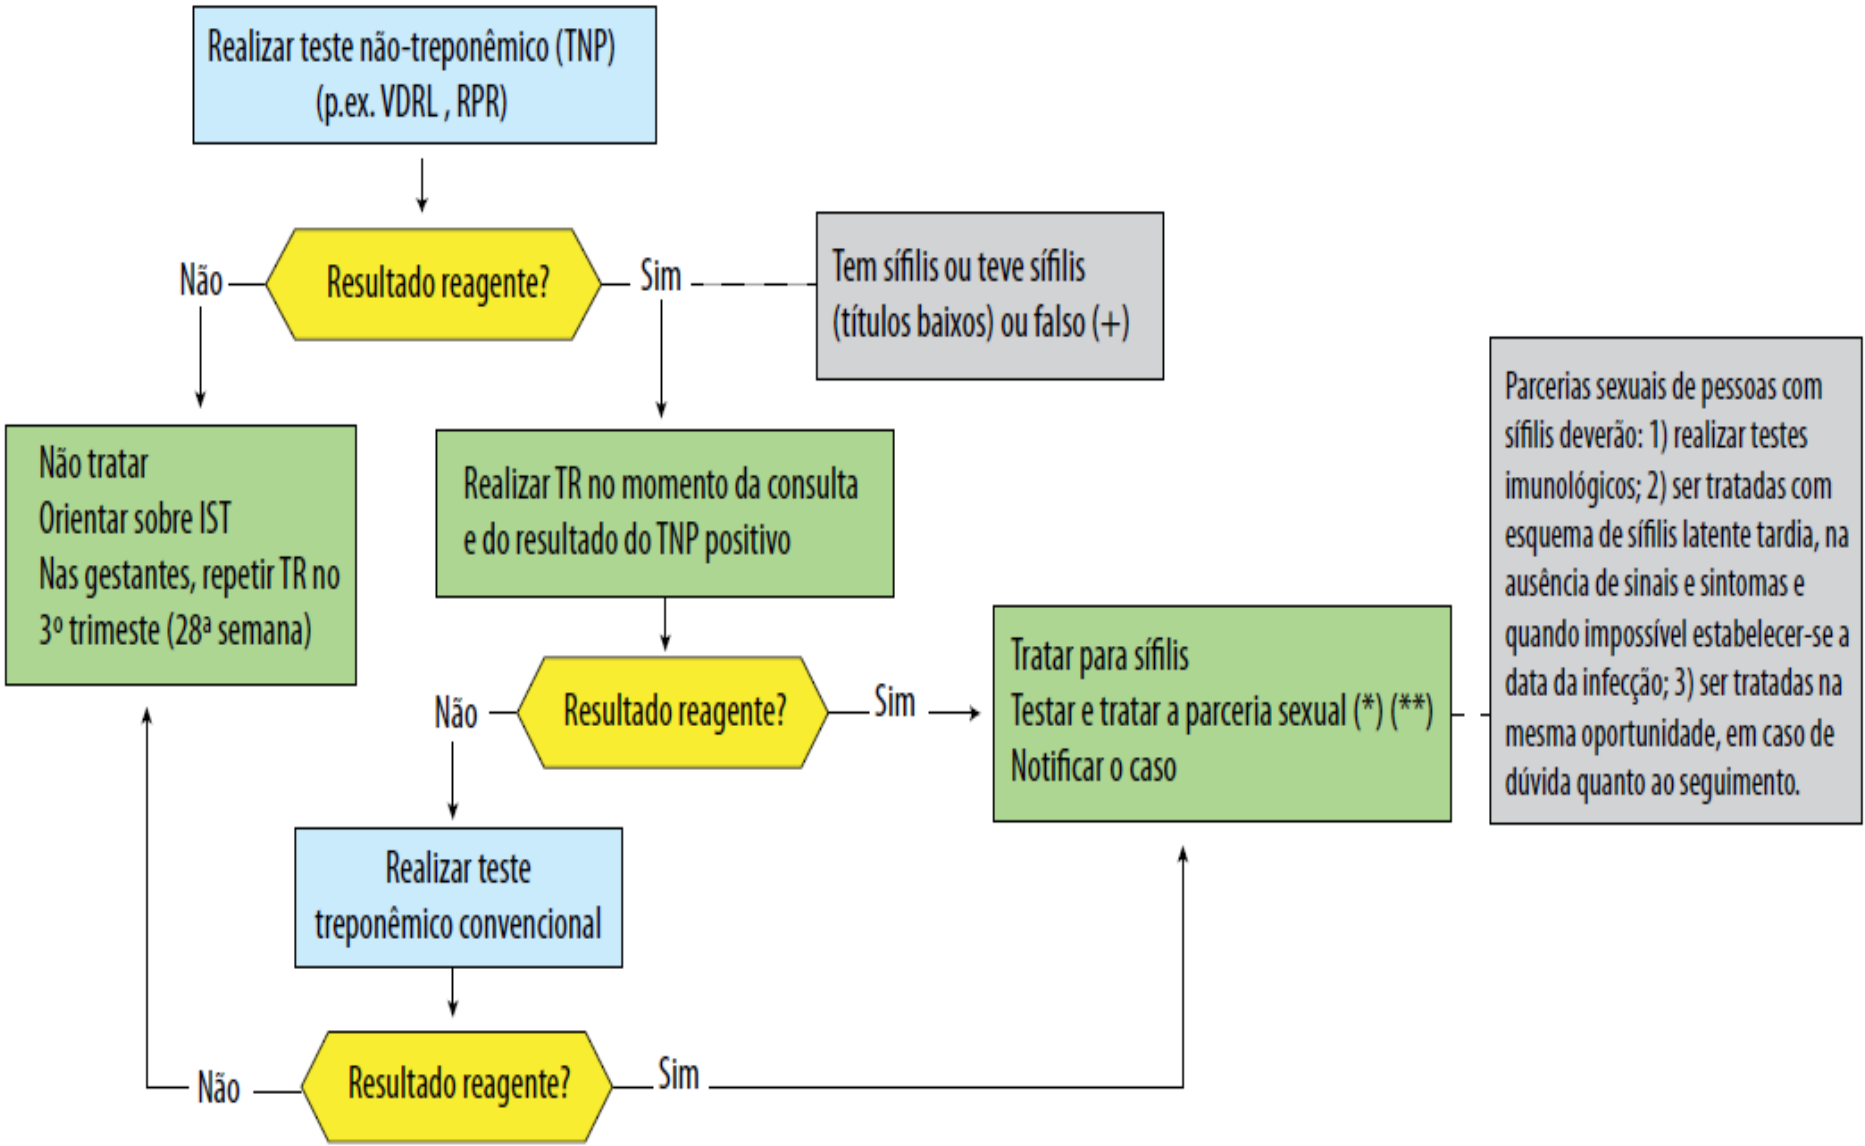 Realizar teste não-treponêmico (TNP)
(p.ex. VDRL , RPR)
Não
Resultado reagente?
Sim
Tem sífilis ou teve sífilis
(títulos baixos) ou falso (+)
Não tratar
Orientar sobre IST
Nas gestantes, repetir TR no
3º trimestre (28ª semana)
Realizar TR no momento da consulta
e do resultado do TNP positivo
Parcerias sexuais de pessoas com
sífilis deverão: 1) realizar testes
imunológicos; 2) ser tratadas com
esquema de sífilis latente tardia, na
ausência de sinais e sintomas e
quando impossível estabelecer-se a
data da infecção; 3) ser tratadas na
mesma oportunidade, em caso de
dúvida quanto ao seguimento.
Não
Resultado reagente?
Sim
Tratar para sífilis
Testar e tratar a parceria sexual (*) (**)
Notificar o caso
Realizar teste
treponêmico convencional
Não
Resultado reagente?
Sim